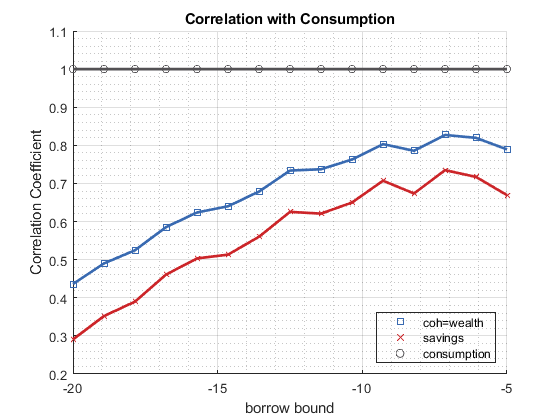 Correlation with Consumption
1.1
1
0.9
0.8
0.7
0.6
0.5
0.4
0.3
0.2
Correlation Coefficient
coh=wealth
savings
consumption
-20
-15
-10
-5
borrow bound